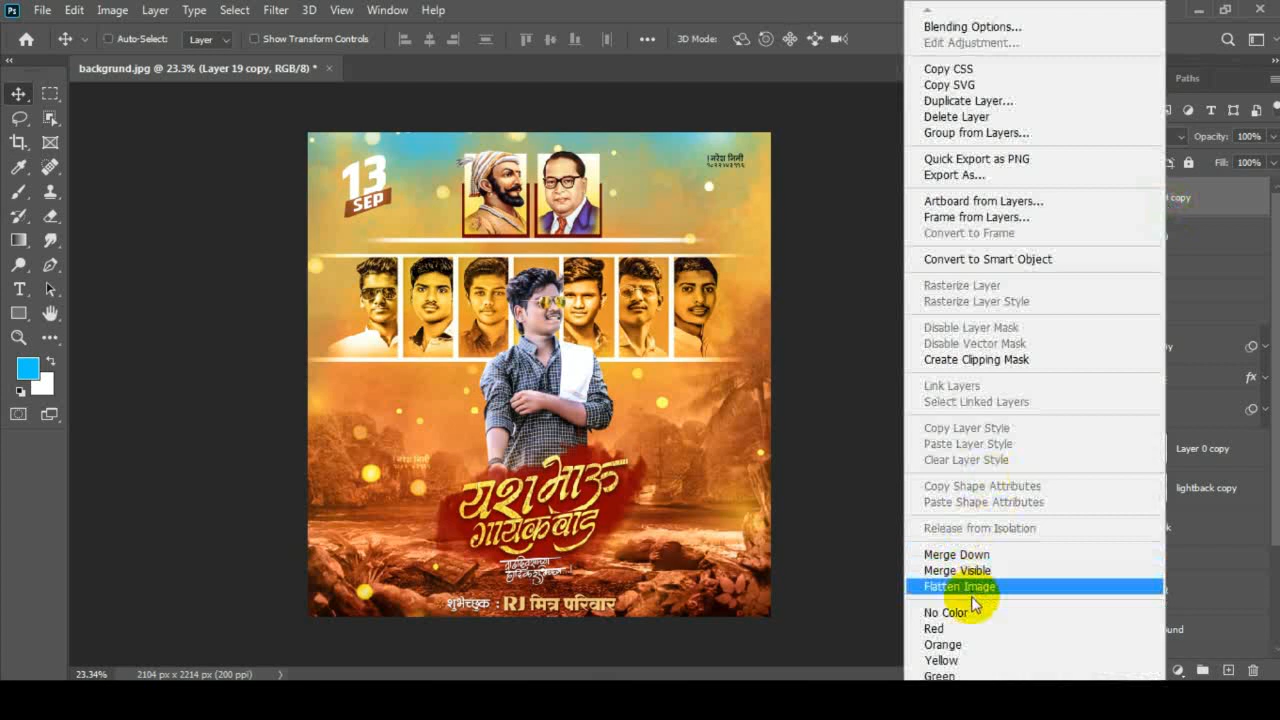 Ps File Edit Image Layer Type Select Filter 3D View Window Help
Auto-Select: Layer Show Transform Controls 3D Mode:
backgrund.jpg @ 23.3% (Layer 19 copy, RGB/8) * ×
13
SEP
यश भाऊ
गायकवाड
शुभेच्छुक : RJ मित्र परिवार
23.34% 2104 px x 2214 px (200 ppi)
Blending Options...
Edit Adjustment...
Copy CSS
Copy SVG
Duplicate Layer...
Delete Layer
Group from Layers...
Quick Export as PNG
Export As...
Artboard from Layers...
Frame from Layers...
Convert to Frame
Convert to Smart Object
Rasterize Layer
Rasterize Layer Style
Disable Layer Mask
Disable Vector Mask
Create Clipping Mask
Link Layers
Select Linked Layers
Copy Layer Style
Paste Layer Style
Clear Layer Style
Copy Shape Attributes
Paste Shape Attributes
Release from Isolation
Merge Down
Merge Visible
Flatten Image
No Color
Red
Orange
Yellow
Green
Paths
Opacity: 100%
Fill: 100%
copy
fx
Layer 0 copy
lightback copy